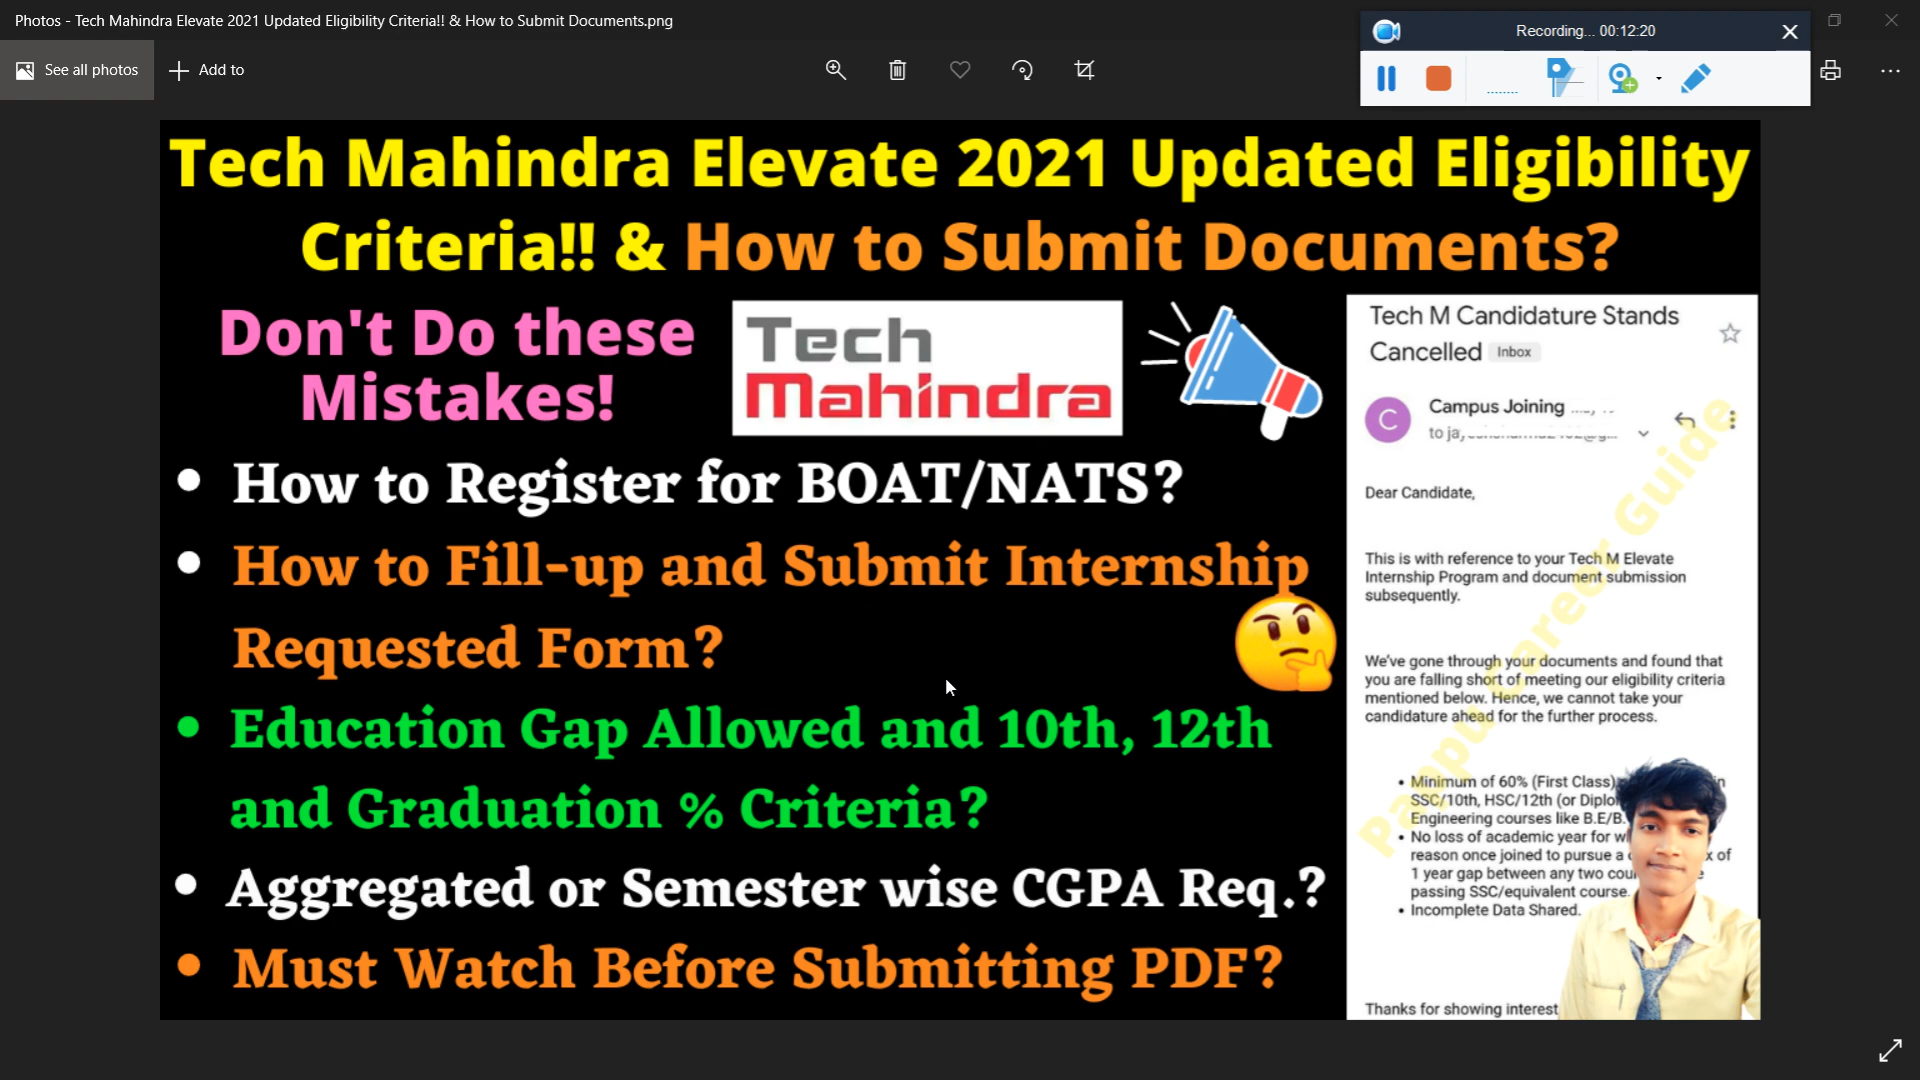 Photos - Tech Mahindra Elevate 2021 Updated Eligibility Criteria!! & How to Submit Documents.png
Recording... 00:12:20
See all photos
Add to
Tech Mahindra Elevate 2021 Updated Eligibility
Criteria!! & How to Submit Documents?
Don't Do these
Mistakes!
Tech
Mahindra
• How to Register for BOAT/NATS?
• How to Fill-up and Submit Internship
Requested Form?
• Education Gap Allowed and 10th, 12th
and Graduation % Criteria?
• Aggregated or Semester wise CGPA Req.?
• Must Watch Before Submitting PDF?
Tech M Candidature Stands
Cancelled Inbox
C
Campus Joining
to
Dear Candidate,
This is with reference to your Tech M Elevate
Internship Program and document submission
subsequently.
We've gone through your documents and found that
you are falling short of meeting our eligibility criteria
mentioned below. Hence, we cannot take your
candidature ahead for the further process.
• Minimum of 60% (First Class)
SSC/10th, HSC/12th (or
Engineering courses like B.E/B.
• No loss of academic year for
reason once joined to pursue a of
1 year gap between any two
passing SSC/equivalent course.
• Incomplete Data Shared.
Thanks for showing interest
Pappu Career Guide